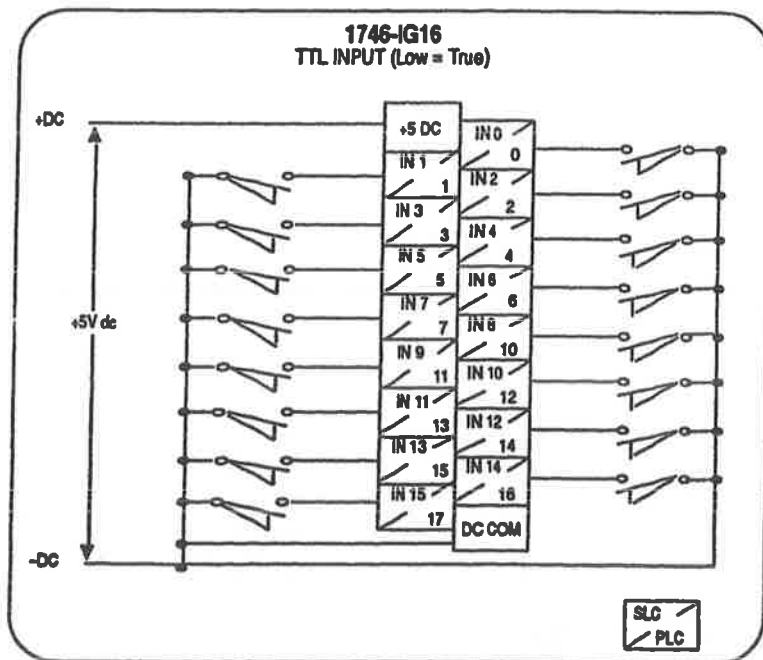 1746-IG16
TTL INPUT (Low = True)
+DC
+5 DC
IN 0
0
IN 1
1
IN 2
2
IN 3
3
IN 4
4
IN 5
5
IN 6
6
IN 7
7
IN 8
10
IN 9
11
IN 10
12
IN 11
13
IN 12
14
IN 13
15
IN 14
16
IN 15
17
DC COM
+5V dc
-DC
SLC
PLC